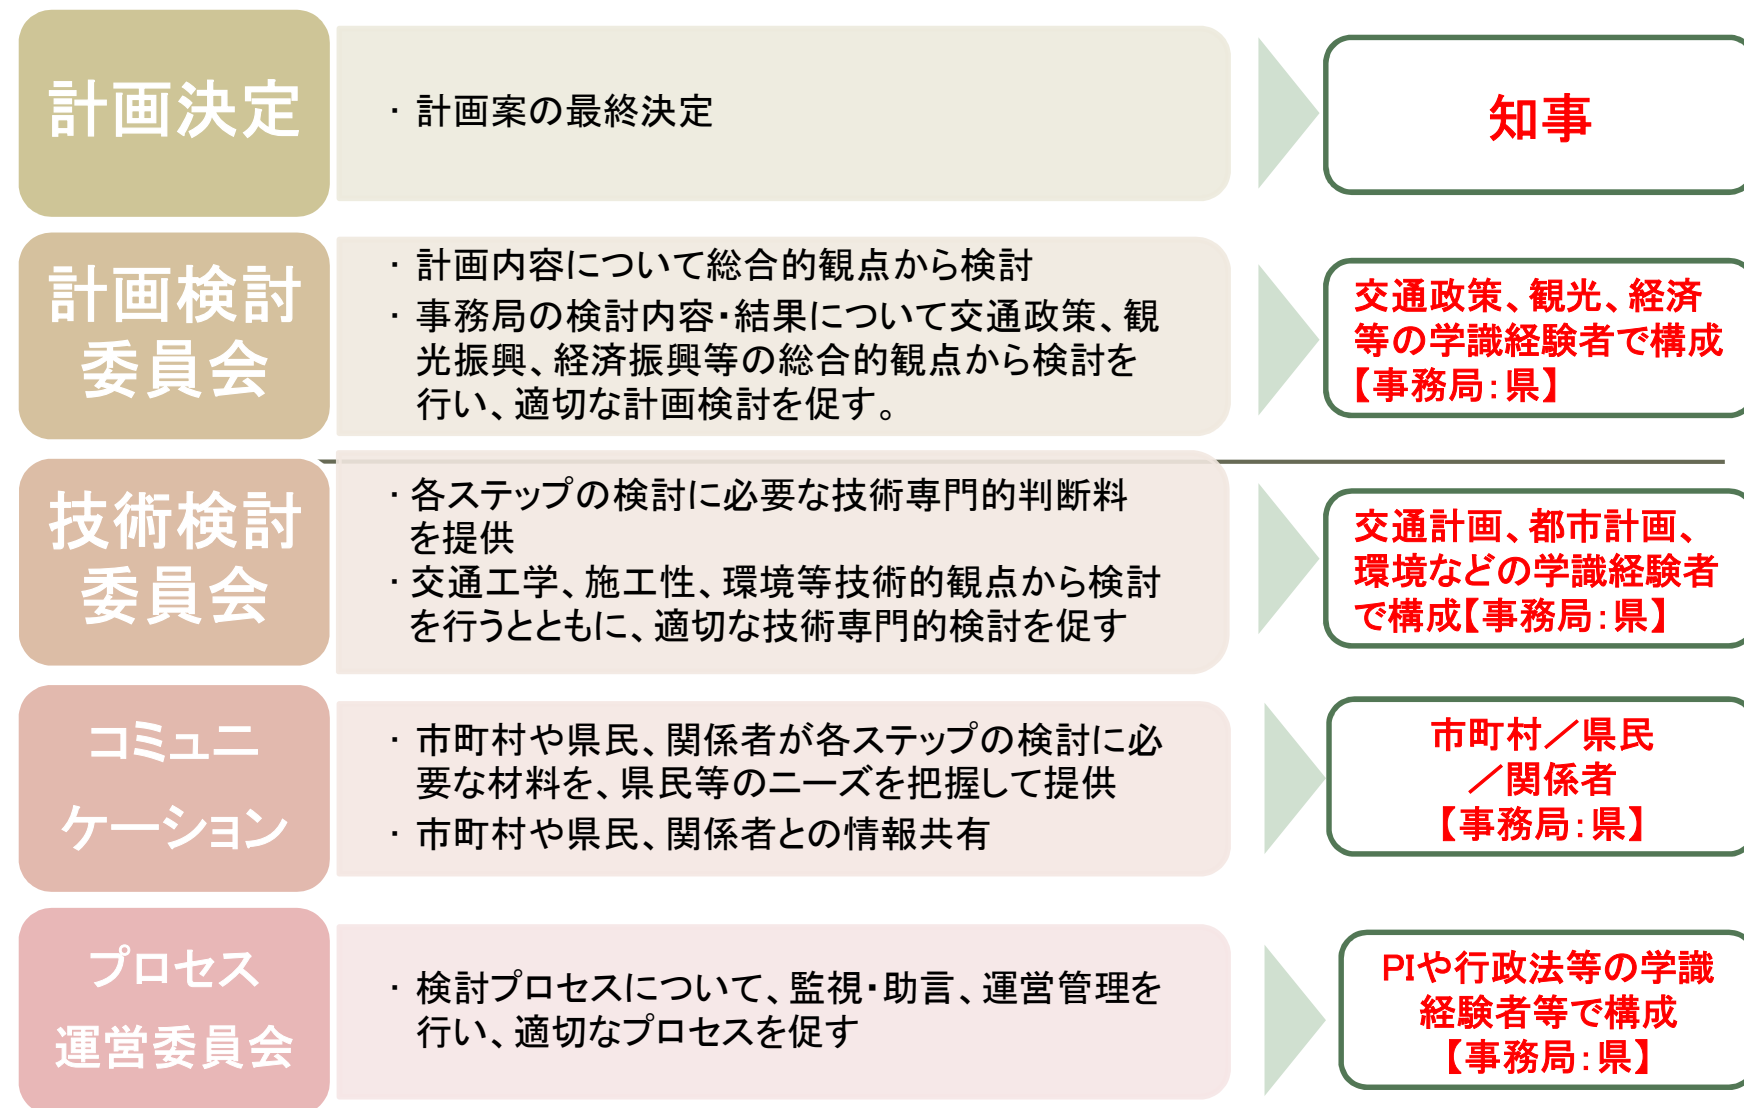 計画決定
・計画案の最終決定
知事
計画検討
委員会
・計画内容について総合的観点から検討
・事務局の検討内容・結果について交通政策、観
光振興、経済振興等の総合的観点から検討を
行い、適切な計画検討を促す。
交通政策、観光、経済
等の学識経験者で構成
【事務局：県】
技術検討
委員会
・各ステップの検討に必要な技術専門的判断料
を提供
・交通工学、施工性、環境等技術的観点から検討
を行うとともに、適切な技術専門的検討を促す
交通計画、都市計画、
環境などの学識経験者
で構成【事務局：県】
コミュニ
ケーション
・市町村や県民、関係者が各ステップの検討に必
要な材料を、県民等のニーズを把握して提供
・市町村や県民、関係者との情報共有
市町村／県民
／関係者
【事務局：県】
プロセス
運営委員会
・検討プロセスについて、監視・助言、運営管理を
行い、適切なプロセスを促す
PIや行政法等の学識
経験者等で構成
【事務局：県】